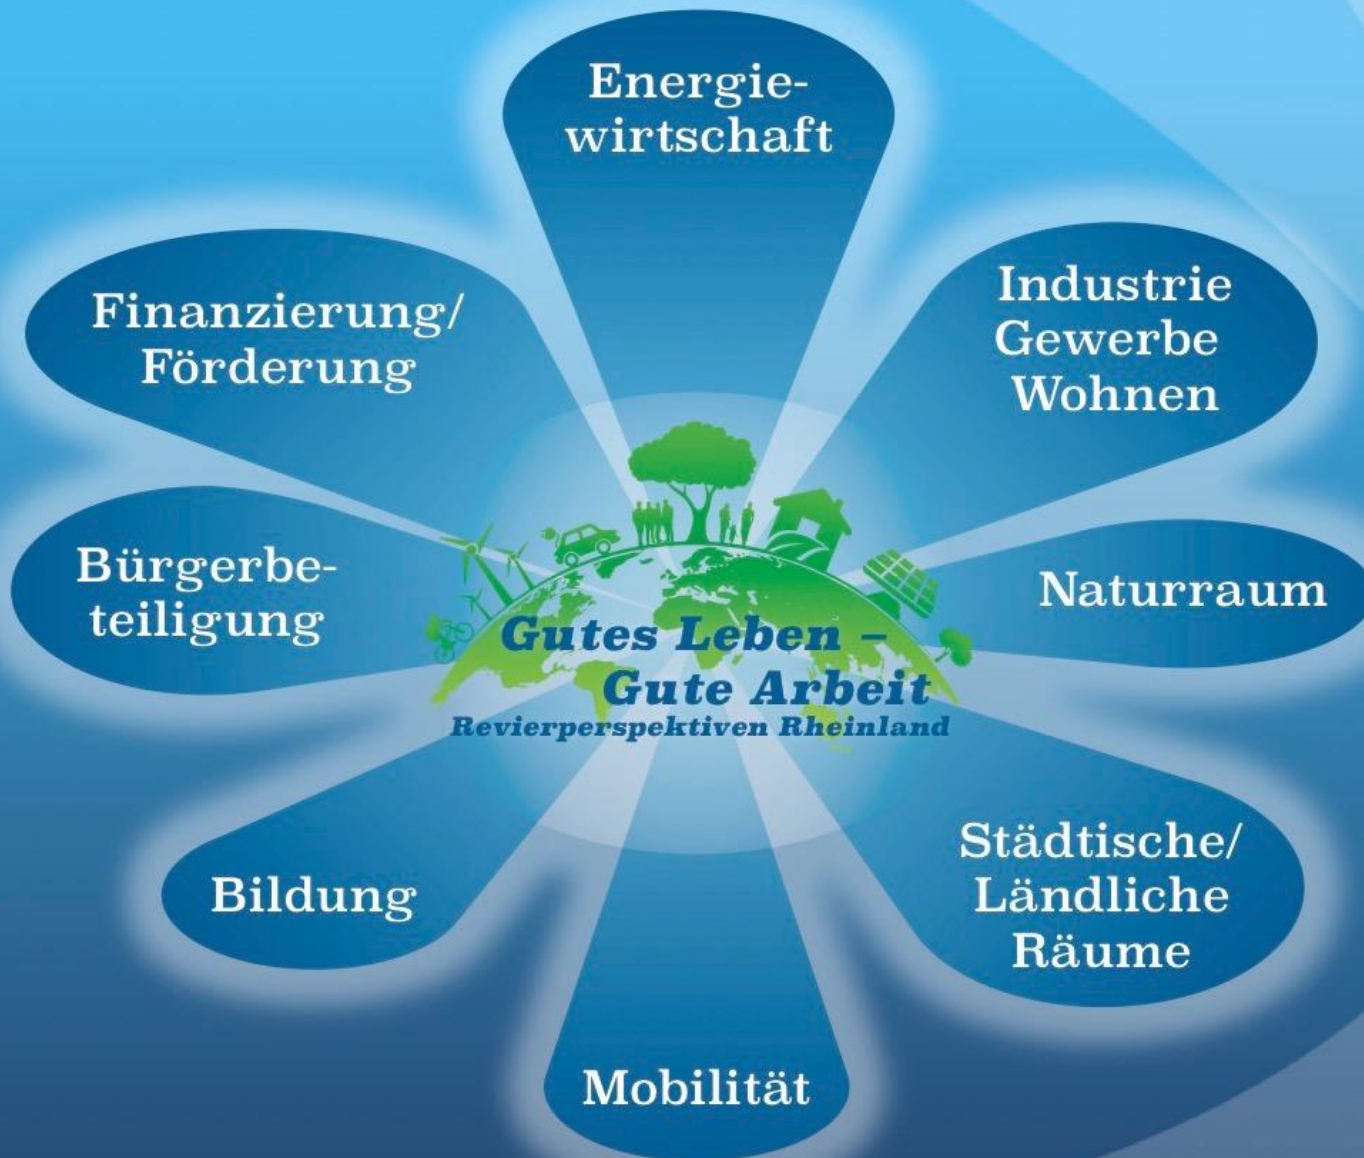 Energie-
wirtschaft
Finanzierung/
Förderung
Industrie
Gewerbe
Wohnen
Bürgerbe-
teiligung
Naturraum
Gutes Leben –
Gute Arbeit
Revierperspektiven Rheinland
Bildung
Städtische/
Ländliche
Räume
Mobilität